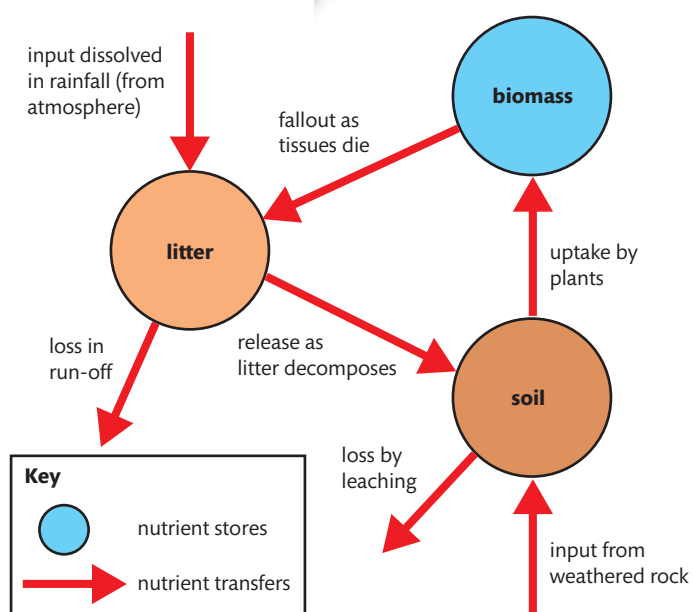 input dissolved
in rainfall (from
atmosphere)
biomass
fallout as
tissues die
litter
uptake by
plants
loss in
run-off
release as
litter decomposes
soil
loss by
leaching
Key
nutrient stores
nutrient transfers
input from
weathered rock